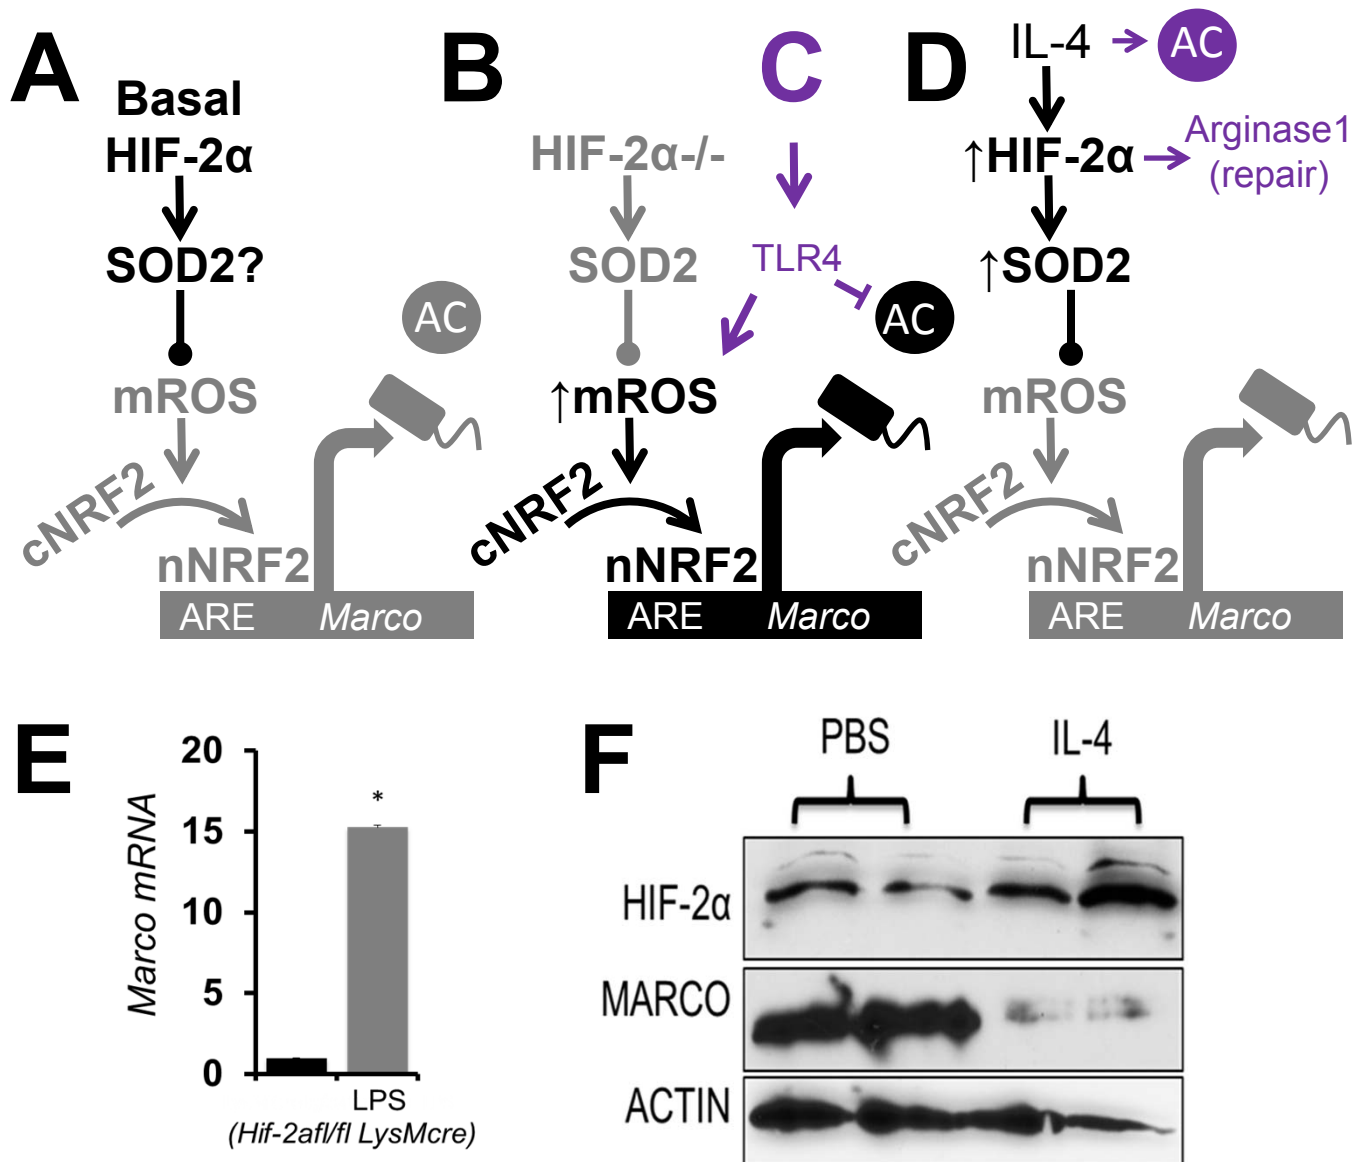 A
Basal
HIF-2α
SOD2?
AC
mROS
cNRF2
nNRF2
ARE Marco
B
HIF-2α-/-
SOD2
↑mROS
cNRF2
nNRF2
ARE Marco
C
TLR4
AC
D
IL-4
AC
↑HIF-2α
Arginase1
(repair)
↑SOD2
mROS
cNRF2
nNRF2
ARE Marco
E
Marco mRNA
20
15
10
5
0
*
LPS
(Hif-2afl/fl LysMcre)
F
PBS IL-4
HIF-2α
MARCO
ACTIN